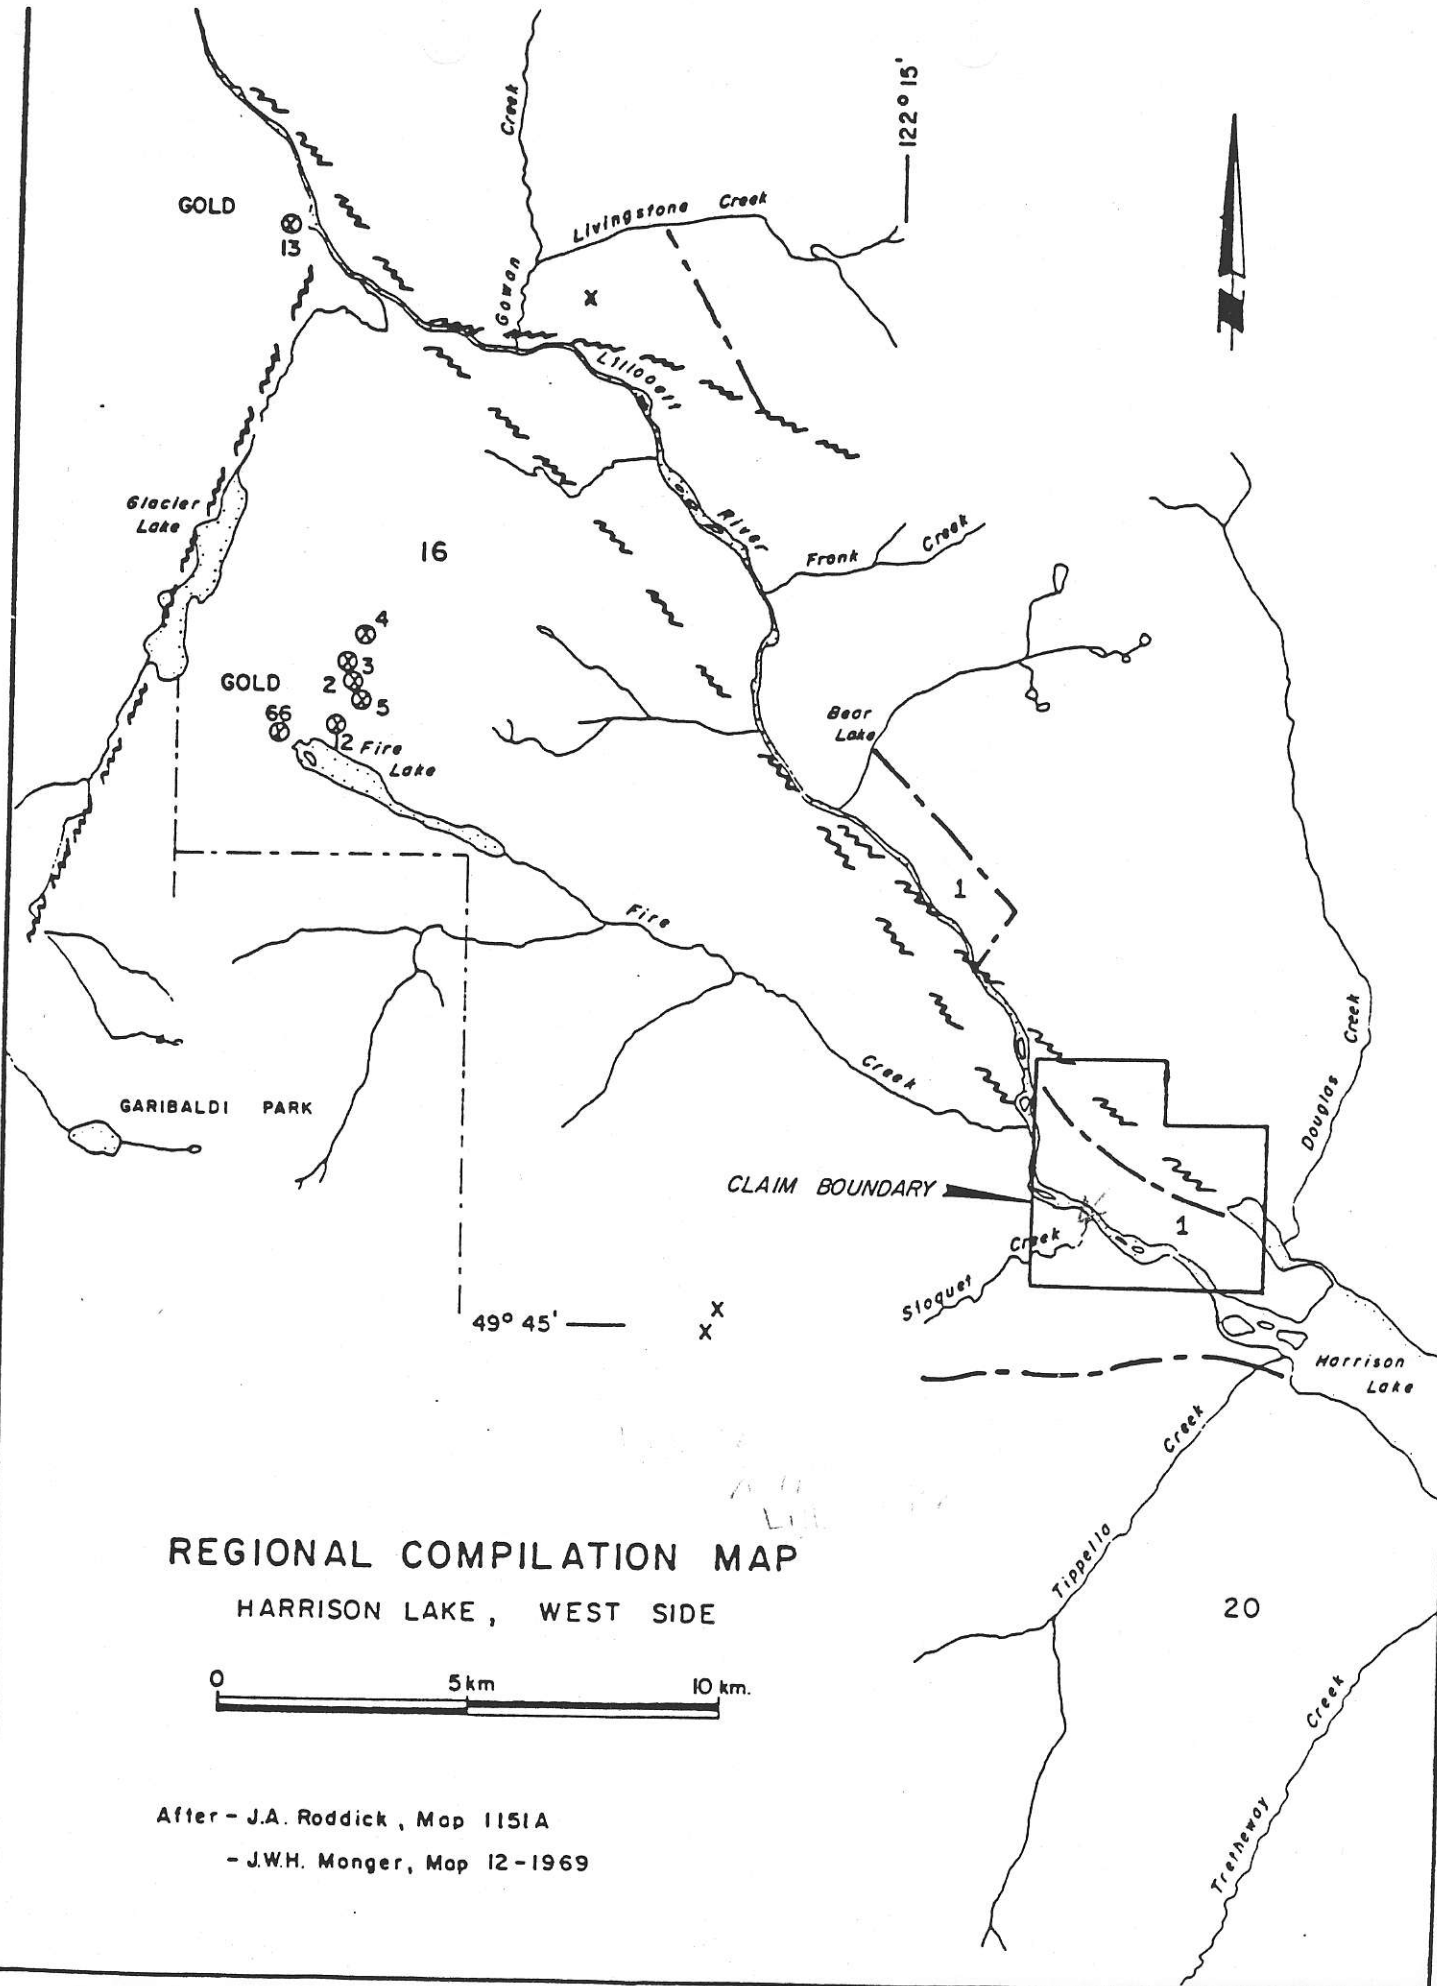 122° 15'
Creek
Livingstone Creek
GOLD
13
Gowan
X
Lillooett
River
Glacier
Lake
16
Frank Creek
4
3
GOLD
2
5
66
2
Fire
Lake
Bear
Lake
1
Fire
Creek
Douglas Creek
GARIBALDI PARK
CLAIM BOUNDARY
1
Sloquet Creek
X
X
49° 45'
Harrison
Lake
Tippella Creek
20
Tretheway Creek
REGIONAL COMPILATION MAP
HARRISON LAKE, WEST SIDE
0 5km 10 km.
After - J.A. Roddick, Map 1151A
- J.W.H. Monger, Map 12-1969